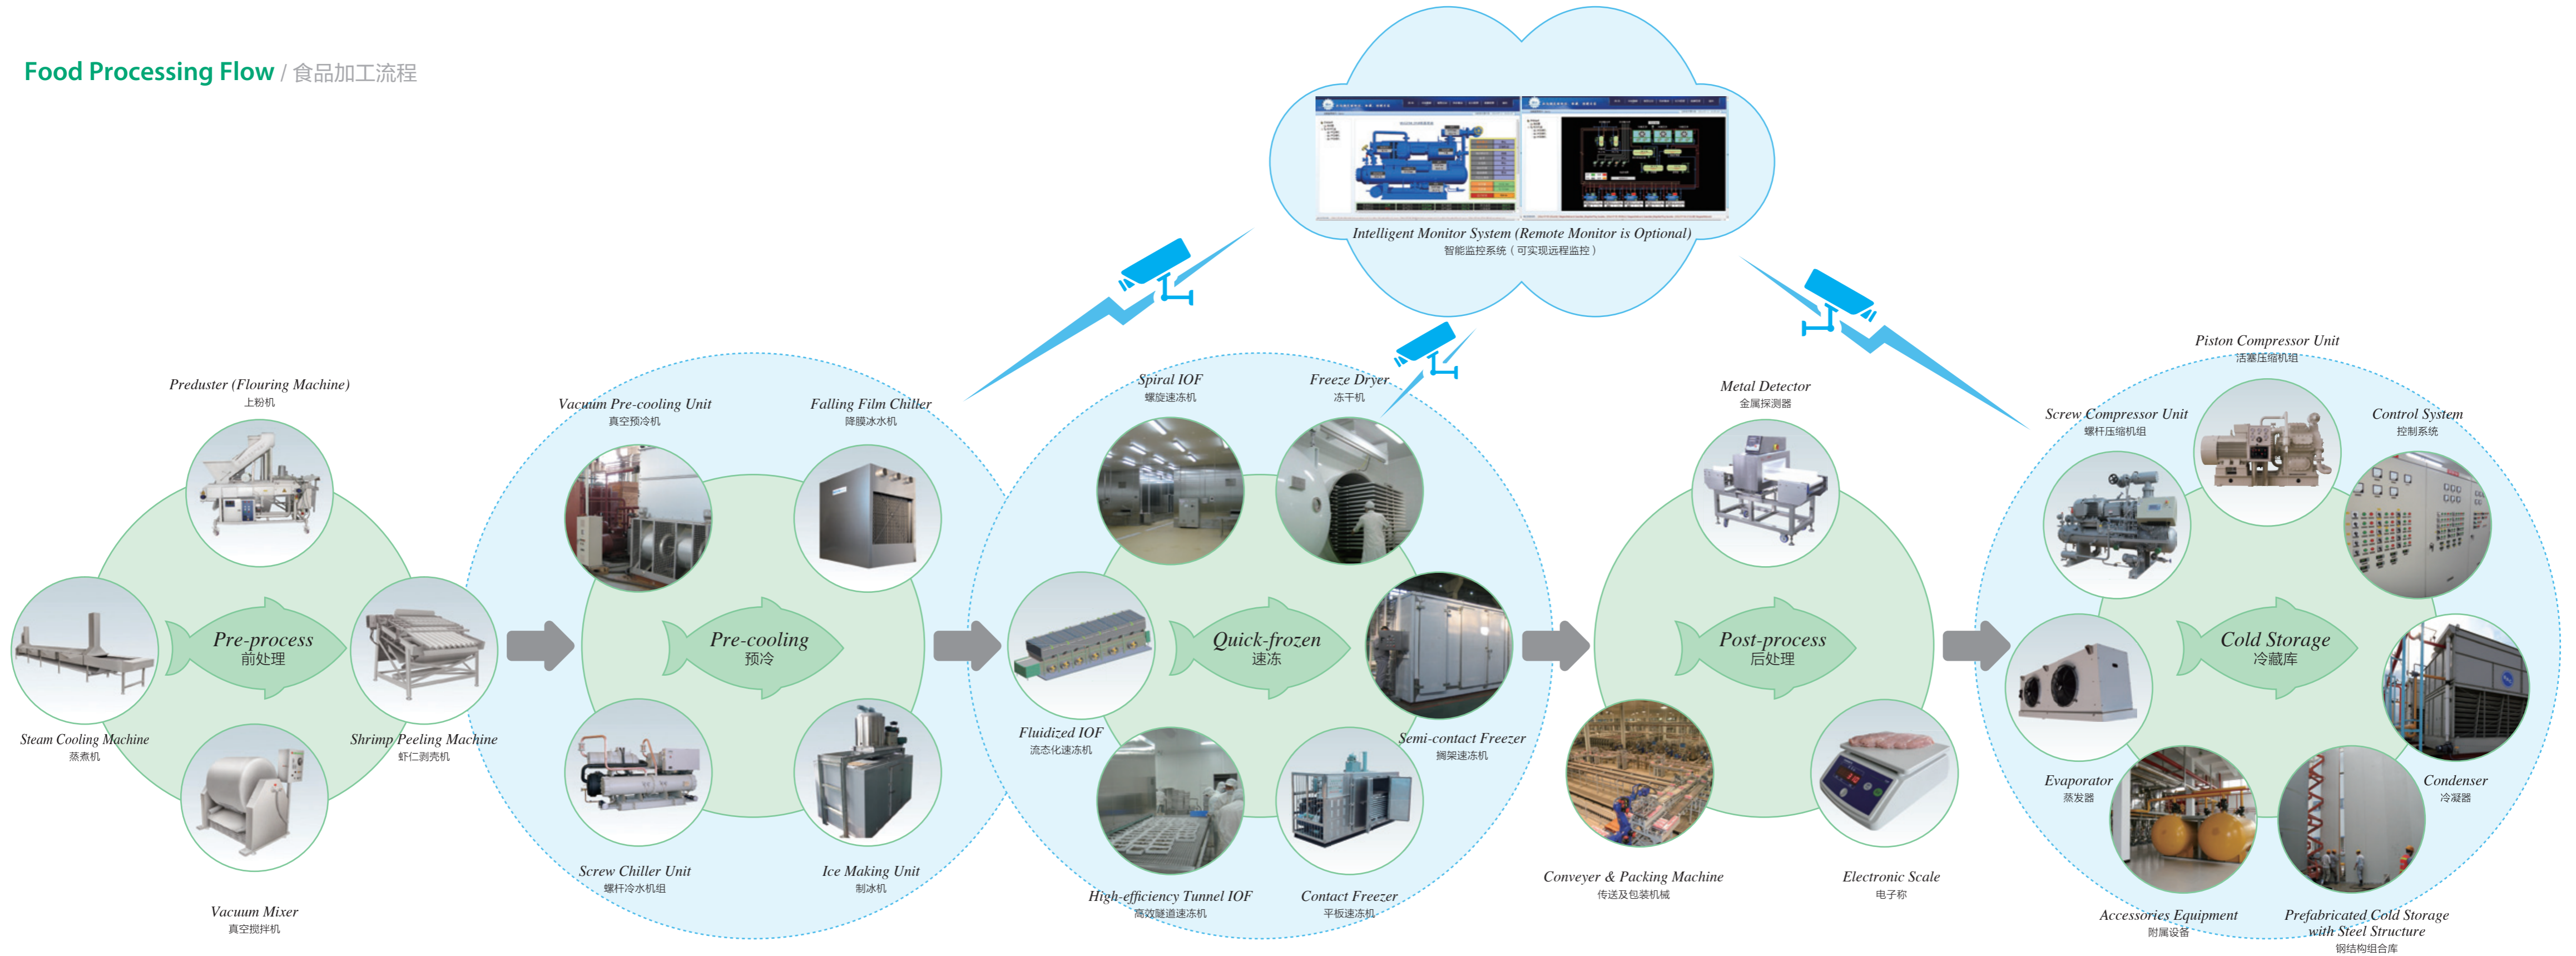 Food Processing Flow / 食品加工流程
Intelligent Monitor System (Remote Monitor is Optional)
智能监控系统（可实现远程监控）
Preduster (Flouring Machine)
上粉机
Steam Cooling Machine
蒸煮机
Pre-process
前处理
Shrimp Peeling Machine
虾仁剥壳机
Vacuum Mixer
真空搅拌机
Vacuum Pre-cooling Unit
真空预冷机
Falling Film Chiller
降膜冰水机
Pre-cooling
预冷
Screw Chiller Unit
螺杆冷水机组
Ice Making Unit
制冰机
Spiral IOF
螺旋速冻机
Freeze Dryer
冻干机
Fluidized IOF
流态化速冻机
Quick-frozen
速冻
Semi-contact Freezer
搁架速冻机
High-efficiency Tunnel IOF
高效隧道速冻机
Contact Freezer
平板速冻机
Metal Detector
金属探测器
Post-process
后处理
Conveyer & Packing Machine
传送及包装机械
Electronic Scale
电子称
Piston Compressor Unit
活塞压缩机组
Screw Compressor Unit
螺杆压缩机组
Control System
控制系统
Cold Storage
冷藏库
Evaporator
蒸发器
Condenser
冷凝器
Accessories Equipment
附属设备
Prefabricated Cold Storage
with Steel Structure
钢结构组合库